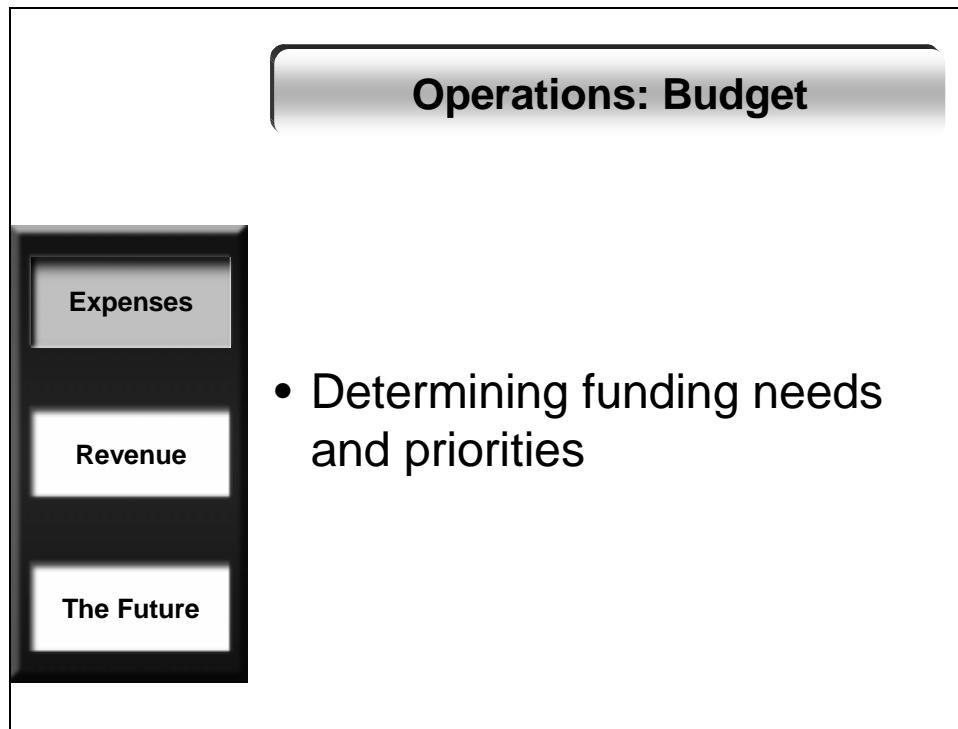 Operations: Budget
Expenses
Revenue
The Future
• Determining funding needs
and priorities